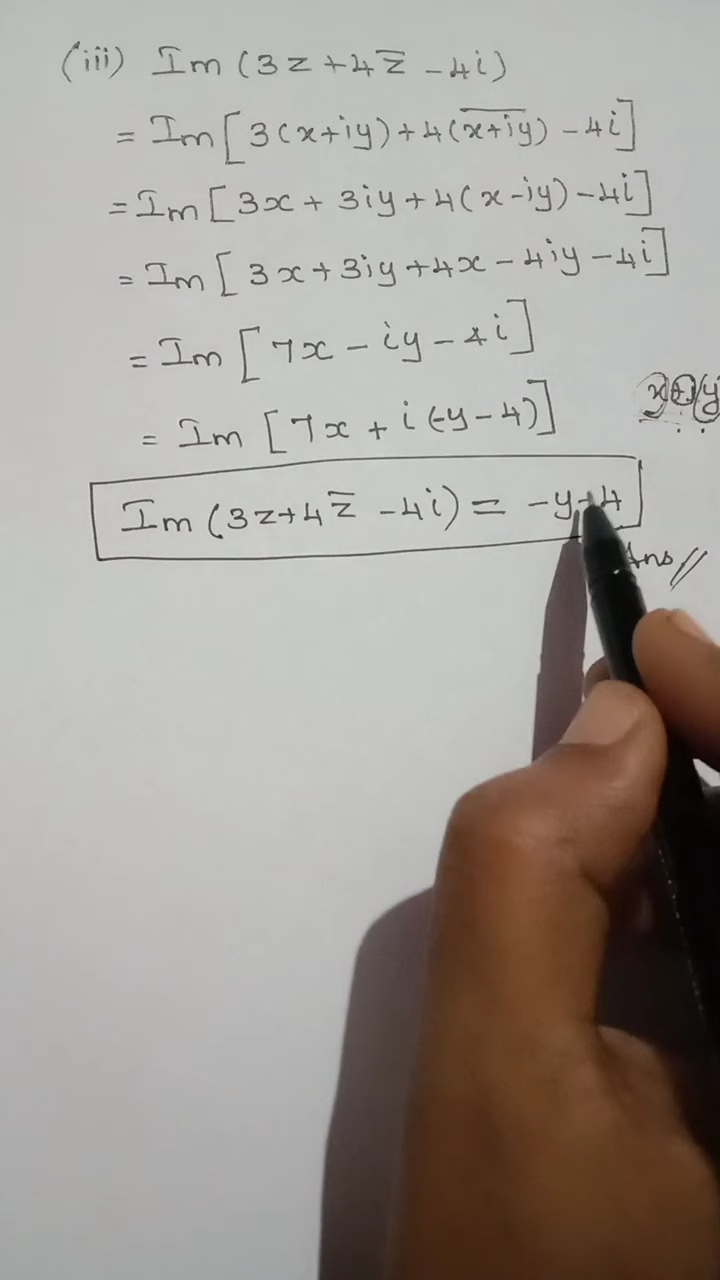 (iii) Im (3z + 4z̅ - 4i)
= Im [ 3(x+iy) + 4(x̅+̅i̅y̅) - 4i ]
= Im [ 3x + 3iy + 4(x-iy) - 4i ]
= Im [ 3x + 3iy + 4x - 4iy - 4i ]
= Im [ 7x - iy - 4i ]
= Im [ 7x + i (-y - 4) ]
Im (3z + 4z̅ - 4i) = -y 4
Ans //